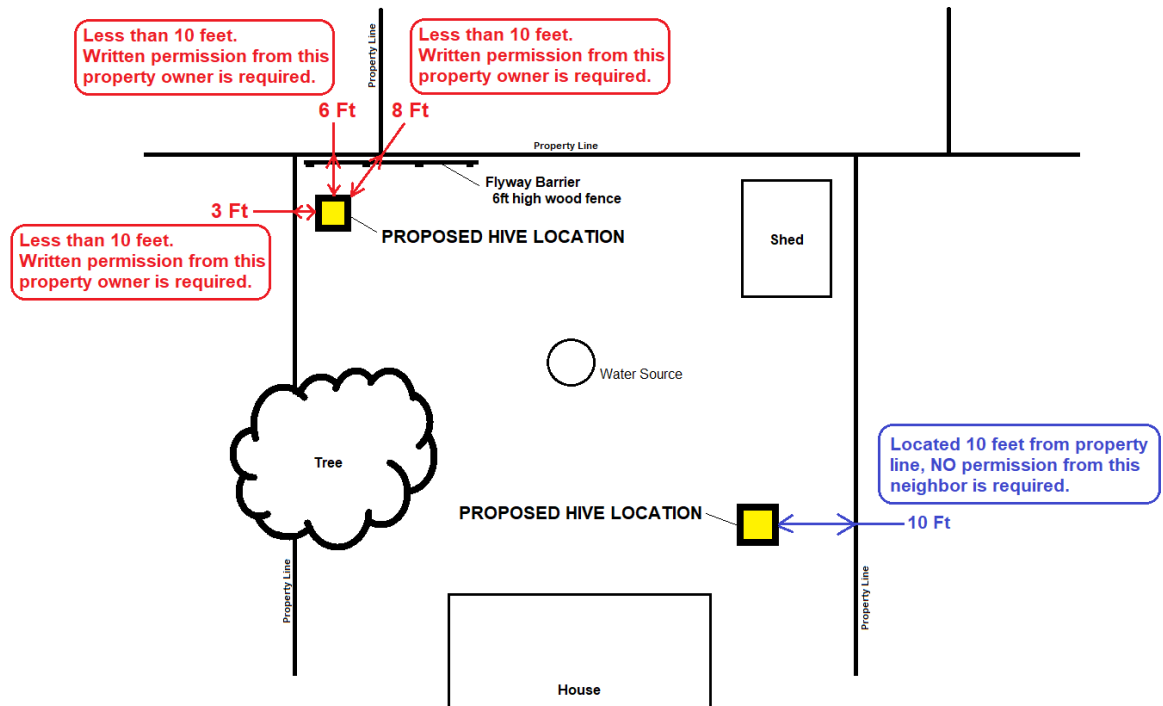 Less than 10 feet.
Written permission from this
property owner is required.
Property Line
Less than 10 feet.
Written permission from this
property owner is required.
6 Ft
8 Ft
Property Line
Flyway Barrier
6ft high wood fence
3 Ft
PROPOSED HIVE LOCATION
Shed
Less than 10 feet.
Written permission from this
property owner is required.
Water Source
Tree
Located 10 feet from property
line, NO permission from this
neighbor is required.
PROPOSED HIVE LOCATION
10 Ft
Property Line
Property Line
House